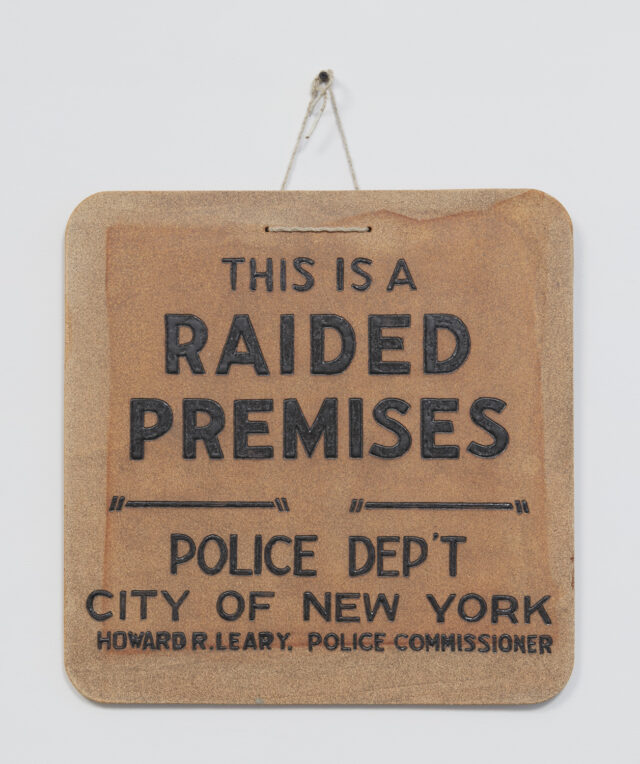 THIS IS A
RAIDED
PREMISES
POLICE DEP'T
CITY OF NEW YORK
HOWARD R. LEARY, POLICE COMMISSIONER